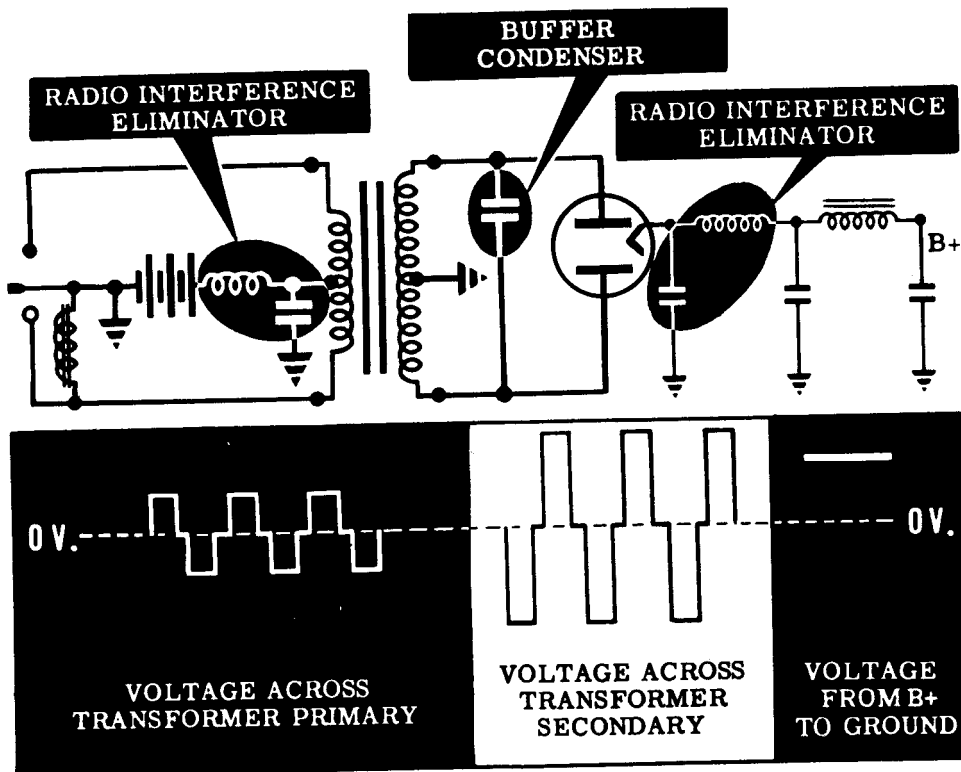 BUFFER
CONDENSER
RADIO INTERFERENCE
ELIMINATOR
RADIO INTERFERENCE
ELIMINATOR
B+
0 V.
0 V.
VOLTAGE ACROSS
TRANSFORMER PRIMARY
VOLTAGE ACROSS
TRANSFORMER
SECONDARY
VOLTAGE
FROM B+
TO GROUND